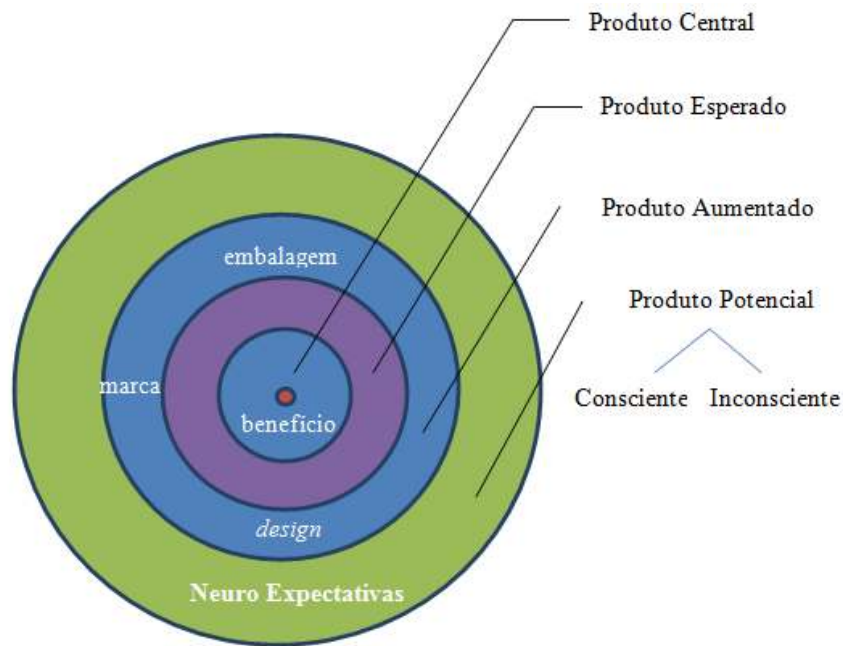 Produto Central
Produto Esperado
Produto Aumentado
embalagem
Produto Potencial
marca
Consciente Inconsciente
benefício
design
Neuro Expectativas